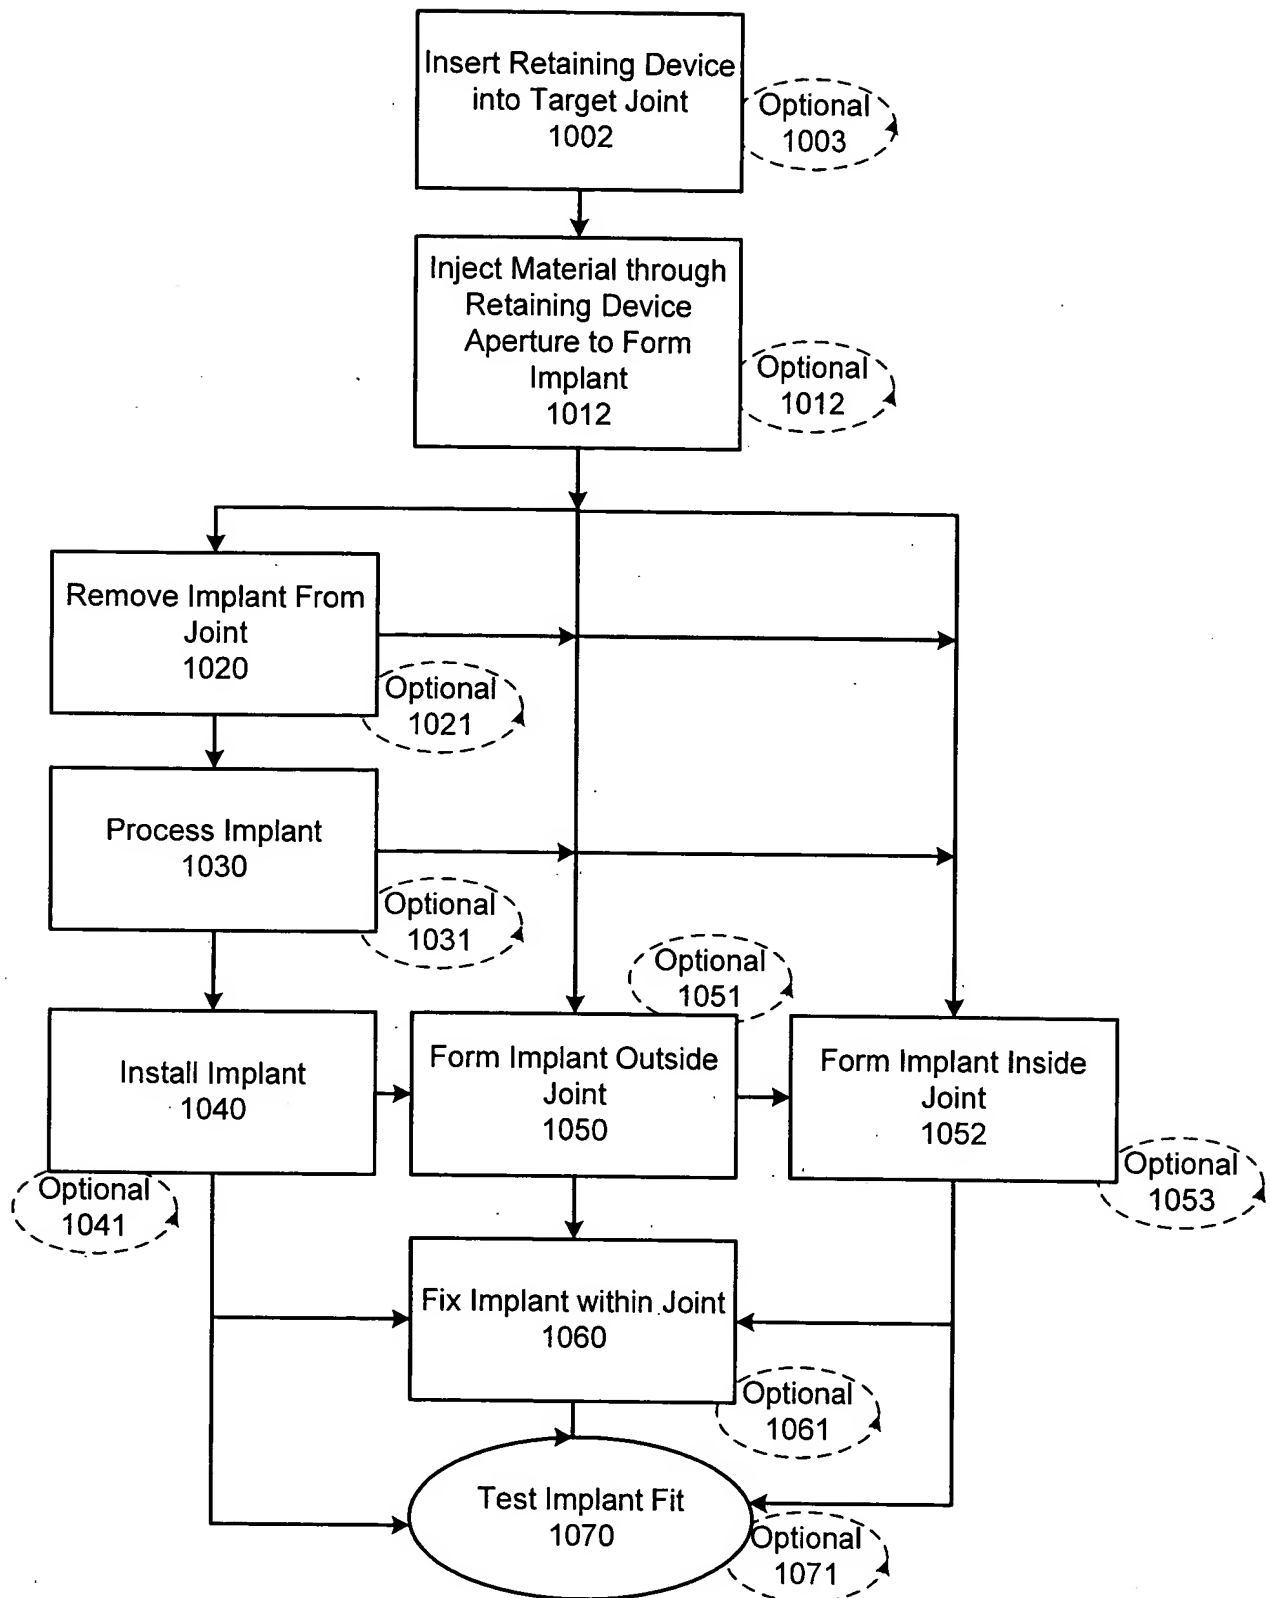 Insert Retaining Device
into Target Joint
1002
Optional
1003
Inject Material through
Retaining Device
Aperture to Form
Implant
1012
Optional
1012
Remove Implant From
Joint
1020
Optional
1021
Process Implant
1030
Optional
1031
Optional
1051
Install Implant
1040
Form Implant Outside
Joint
1050
Form Implant Inside
Joint
1052
Optional
1041
Optional
1053
Fix Implant within Joint
1060
Optional
1061
Test Implant Fit
1070
Optional
1071